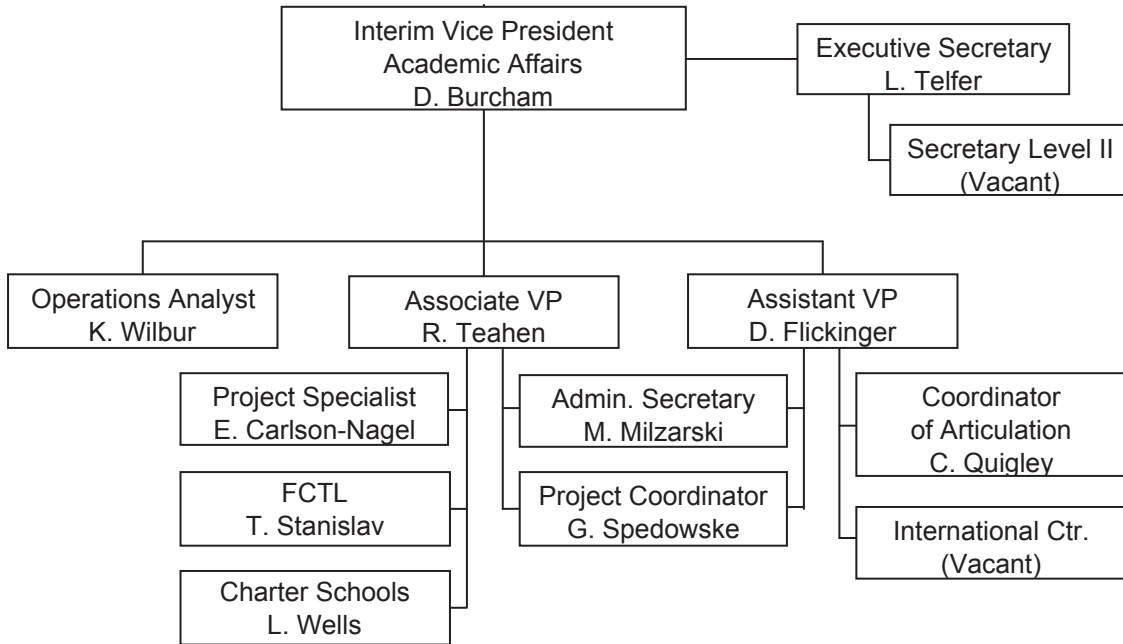 Interim Vice President
Academic Affairs
D. Burcham
Executive Secretary
L. Telfer
Secretary Level II
(Vacant)
Operations Analyst
K. Wilbur
Associate VP
R. Teahen
Assistant VP
D. Flickinger
Project Specialist
E. Carlson-Nagel
Admin. Secretary
M. Milzarski
Coordinator
of Articulation
C. Quigley
FCTL
T. Stanislav
Project Coordinator
G. Spedowske
International Ctr.
(Vacant)
Charter Schools
L. Wells